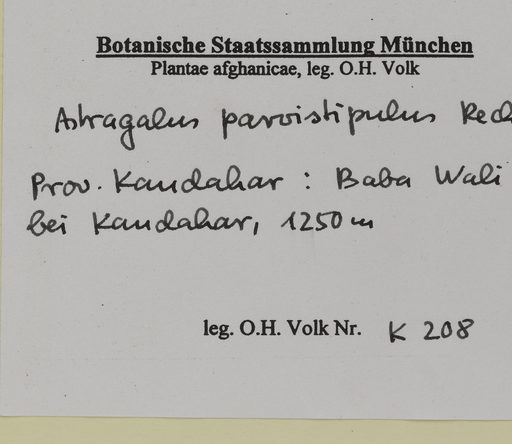 Botanische Staatssammlung München
Plantae afghanicae, leg. O.H. Volk
Astragalus parvistipulus Rech
Prov. Kandahar : Baba Wali
bei Kandahar, 1250 m
leg. O.H. Volk Nr. K 208